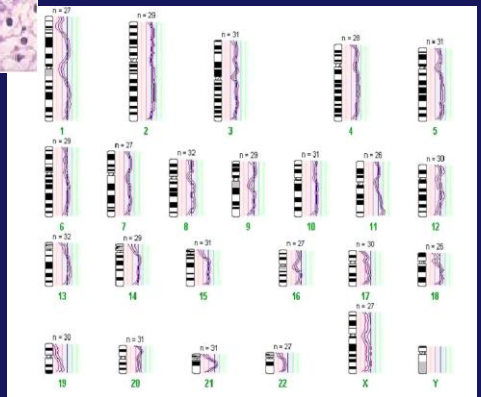 n = 27 n = 29 n = 31 n = 26 n = 31
1 2 3 4 5
n = 29 n = 27 n = 32 n = 29 n = 31 n = 26 n = 30
6 7 8 9 10 11 12
n = 32 n = 29 n = 31 n = 27 n = 30 n = 26
13 14 15 16 17 18
n = 27
n = 20 n = 31 n = 31 n = 27
19 20 21 22 X Y